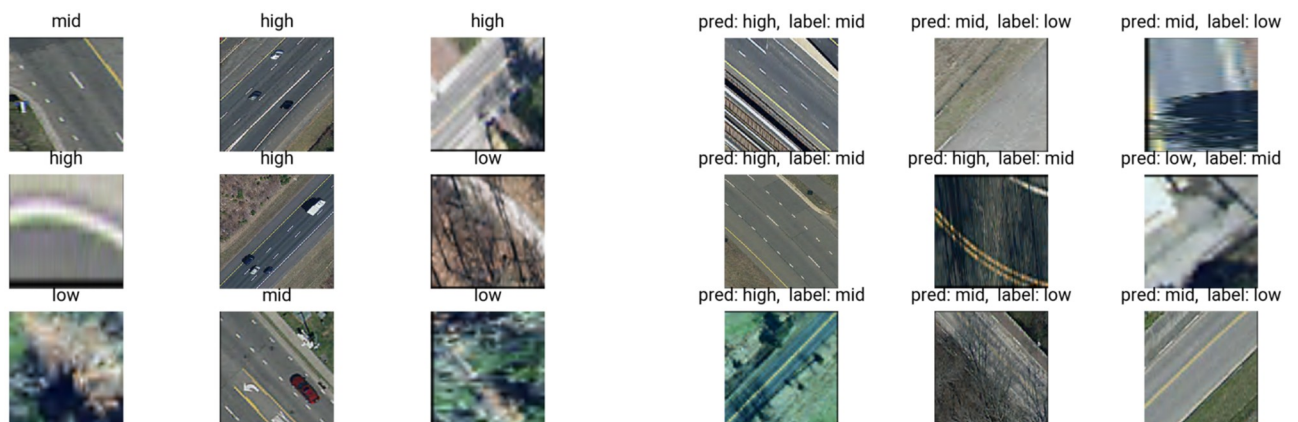 mid high high pred: high, label: mid pred: mid, label: low pred: mid, label: low
high high low pred: high, label: mid pred: high, label: mid pred: low, label: mid
low mid low pred: high, label: mid pred: mid, label: low pred: mid, label: low